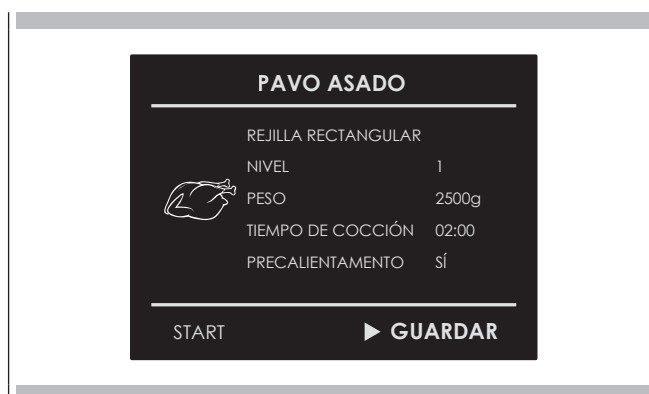 PAVO ASADO
REJILLA RECTANGULAR
NIVEL 1
PESO 2500g
TIEMPO DE COCCIÓN 02:00
PRECALIENTAMENTO SÍ
START ▶ GUARDAR